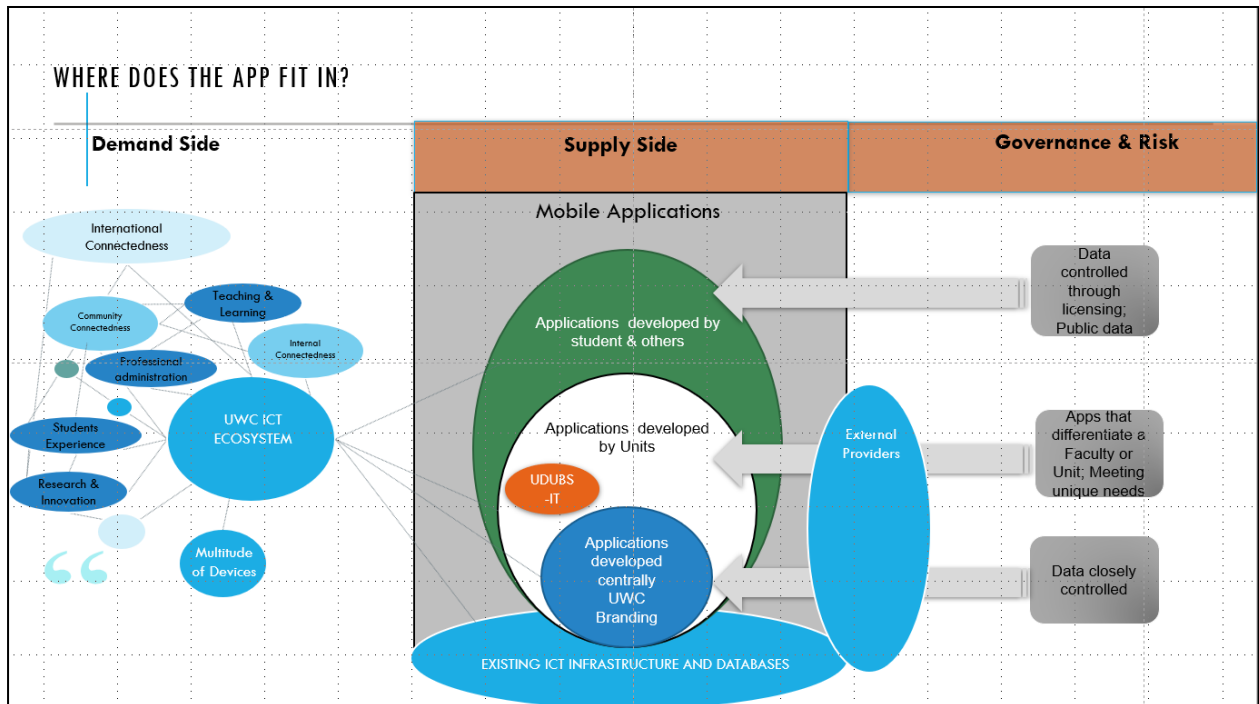 WHERE DOES THE APP FIT IN?
Demand Side
Supply Side
Governance & Risk
International
Connectedness
Community
Connectedness
Teaching &
Learning
Internal
Connectedness
Professional
administration
UWC ICT
ECOSYSTEM
Students
Experience
Research &
Innovation
Multitude
of Devices
““
Mobile Applications
Applications developed by
student & others
Applications developed
by Units
UDUBS
-IT
Applications
developed
centrally
UWC
Branding
EXISTING ICT INFRASTRUCTURE AND DATABASES
External
Providers
Data
controlled
through
licensing;
Public data
Apps that
differentiate a
Faculty or
Unit; Meeting
unique needs
Data closely
controlled